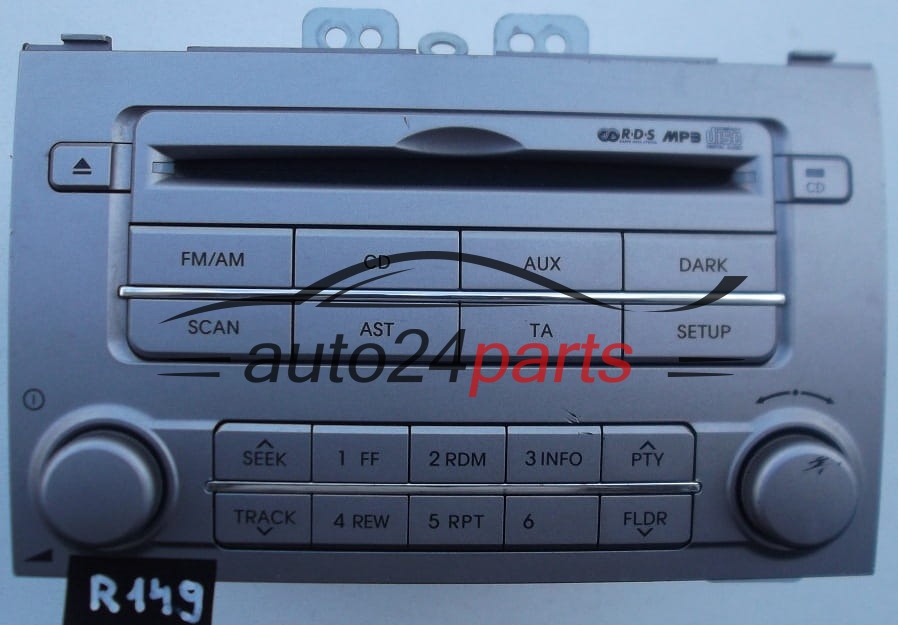 R·D·S MP3 disc
CD
FM/AM CD AUX DARK
SCAN AST TA SETUP
auto24parts
SEEK 1 FF 2 RDM 3 INFO PTY
TRACK 4 REW 5 RPT 6 FLDR
R149